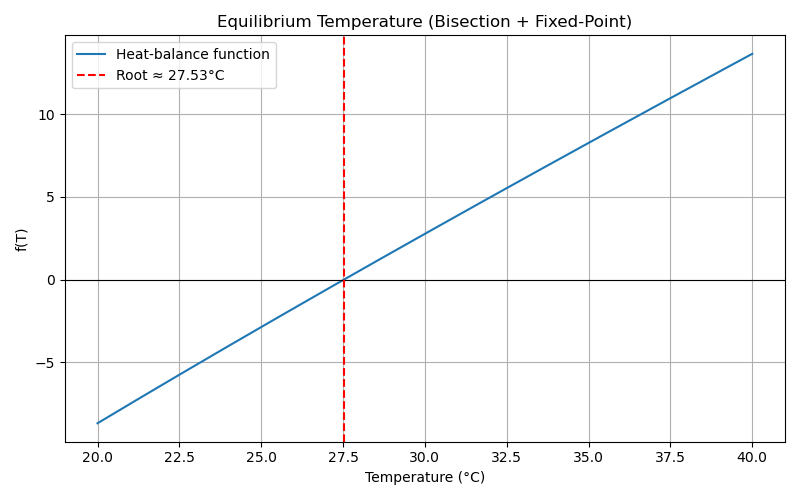 Equilibrium Temperature (Bisection + Fixed-Point)
Heat-balance function
Root ≈ 27.53°C
f(T)
10
5
0
−5
20.0 22.5 25.0 27.5 30.0 32.5 35.0 37.5 40.0
Temperature (°C)